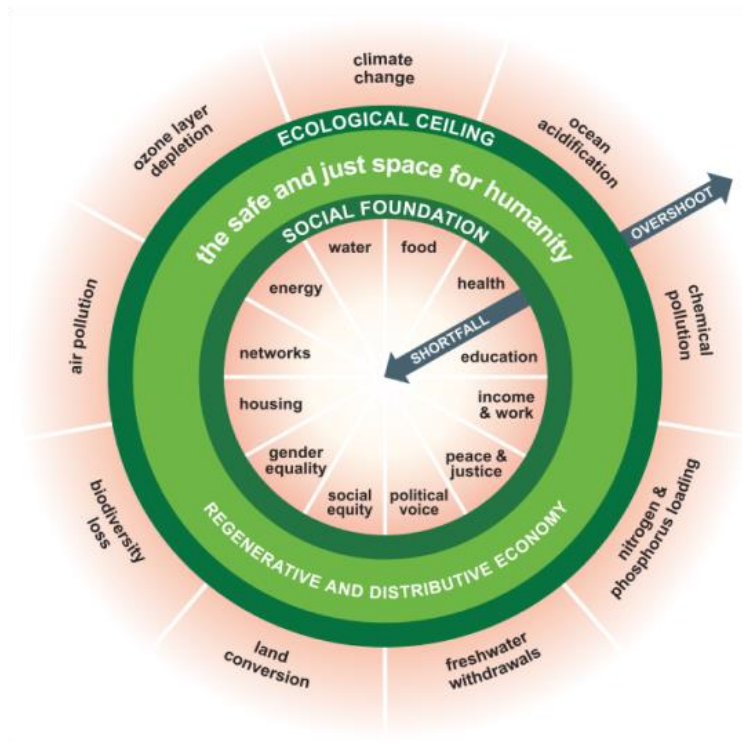 climate
change
ocean
acidification
chemical
pollution
nitrogen &
phosphorus loading
freshwater
withdrawals
land
conversion
biodiversity
loss
air pollution
ozone layer
depletion
OVERSHOOT
ECOLOGICAL CEILING
the safe and just space for humanity
SOCIAL FOUNDATION
water
food
health
SHORTFALL
education
income
& work
peace &
justice
political
voice
social
equity
gender
equality
housing
networks
energy
REGENERATIVE AND DISTRIBUTIVE ECONOMY